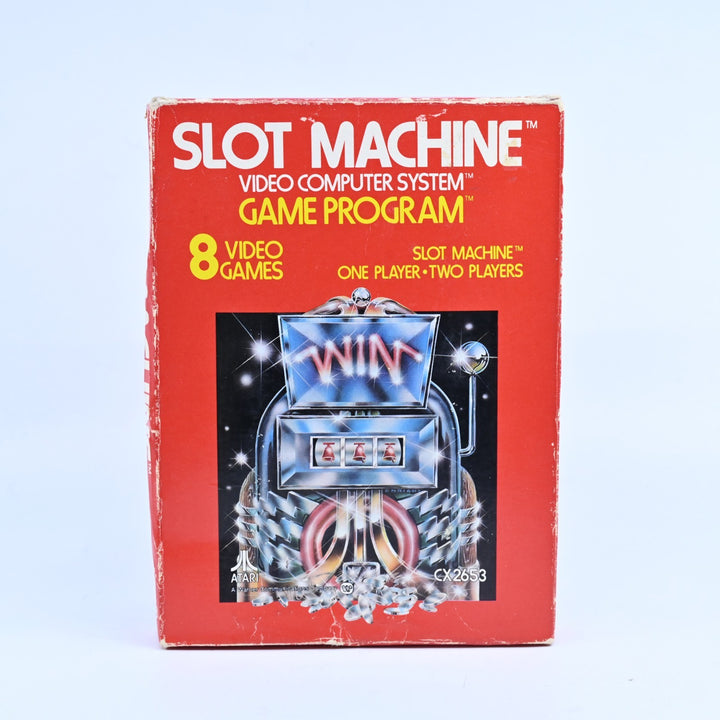 SLOT MACHINE™
VIDEO COMPUTER SYSTEM™
GAME PROGRAM™
8 VIDEO GAMES
SLOT MACHINE™
ONE PLAYER • TWO PLAYERS
WIN
ATARI
CX2653